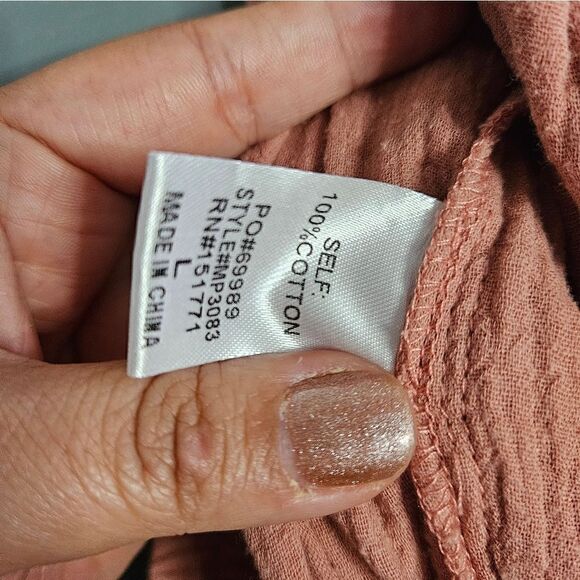 SELF:
100%COTTON
PO#69989
STYLE#MP3083
RN#151771
L
MADE IN CHINA